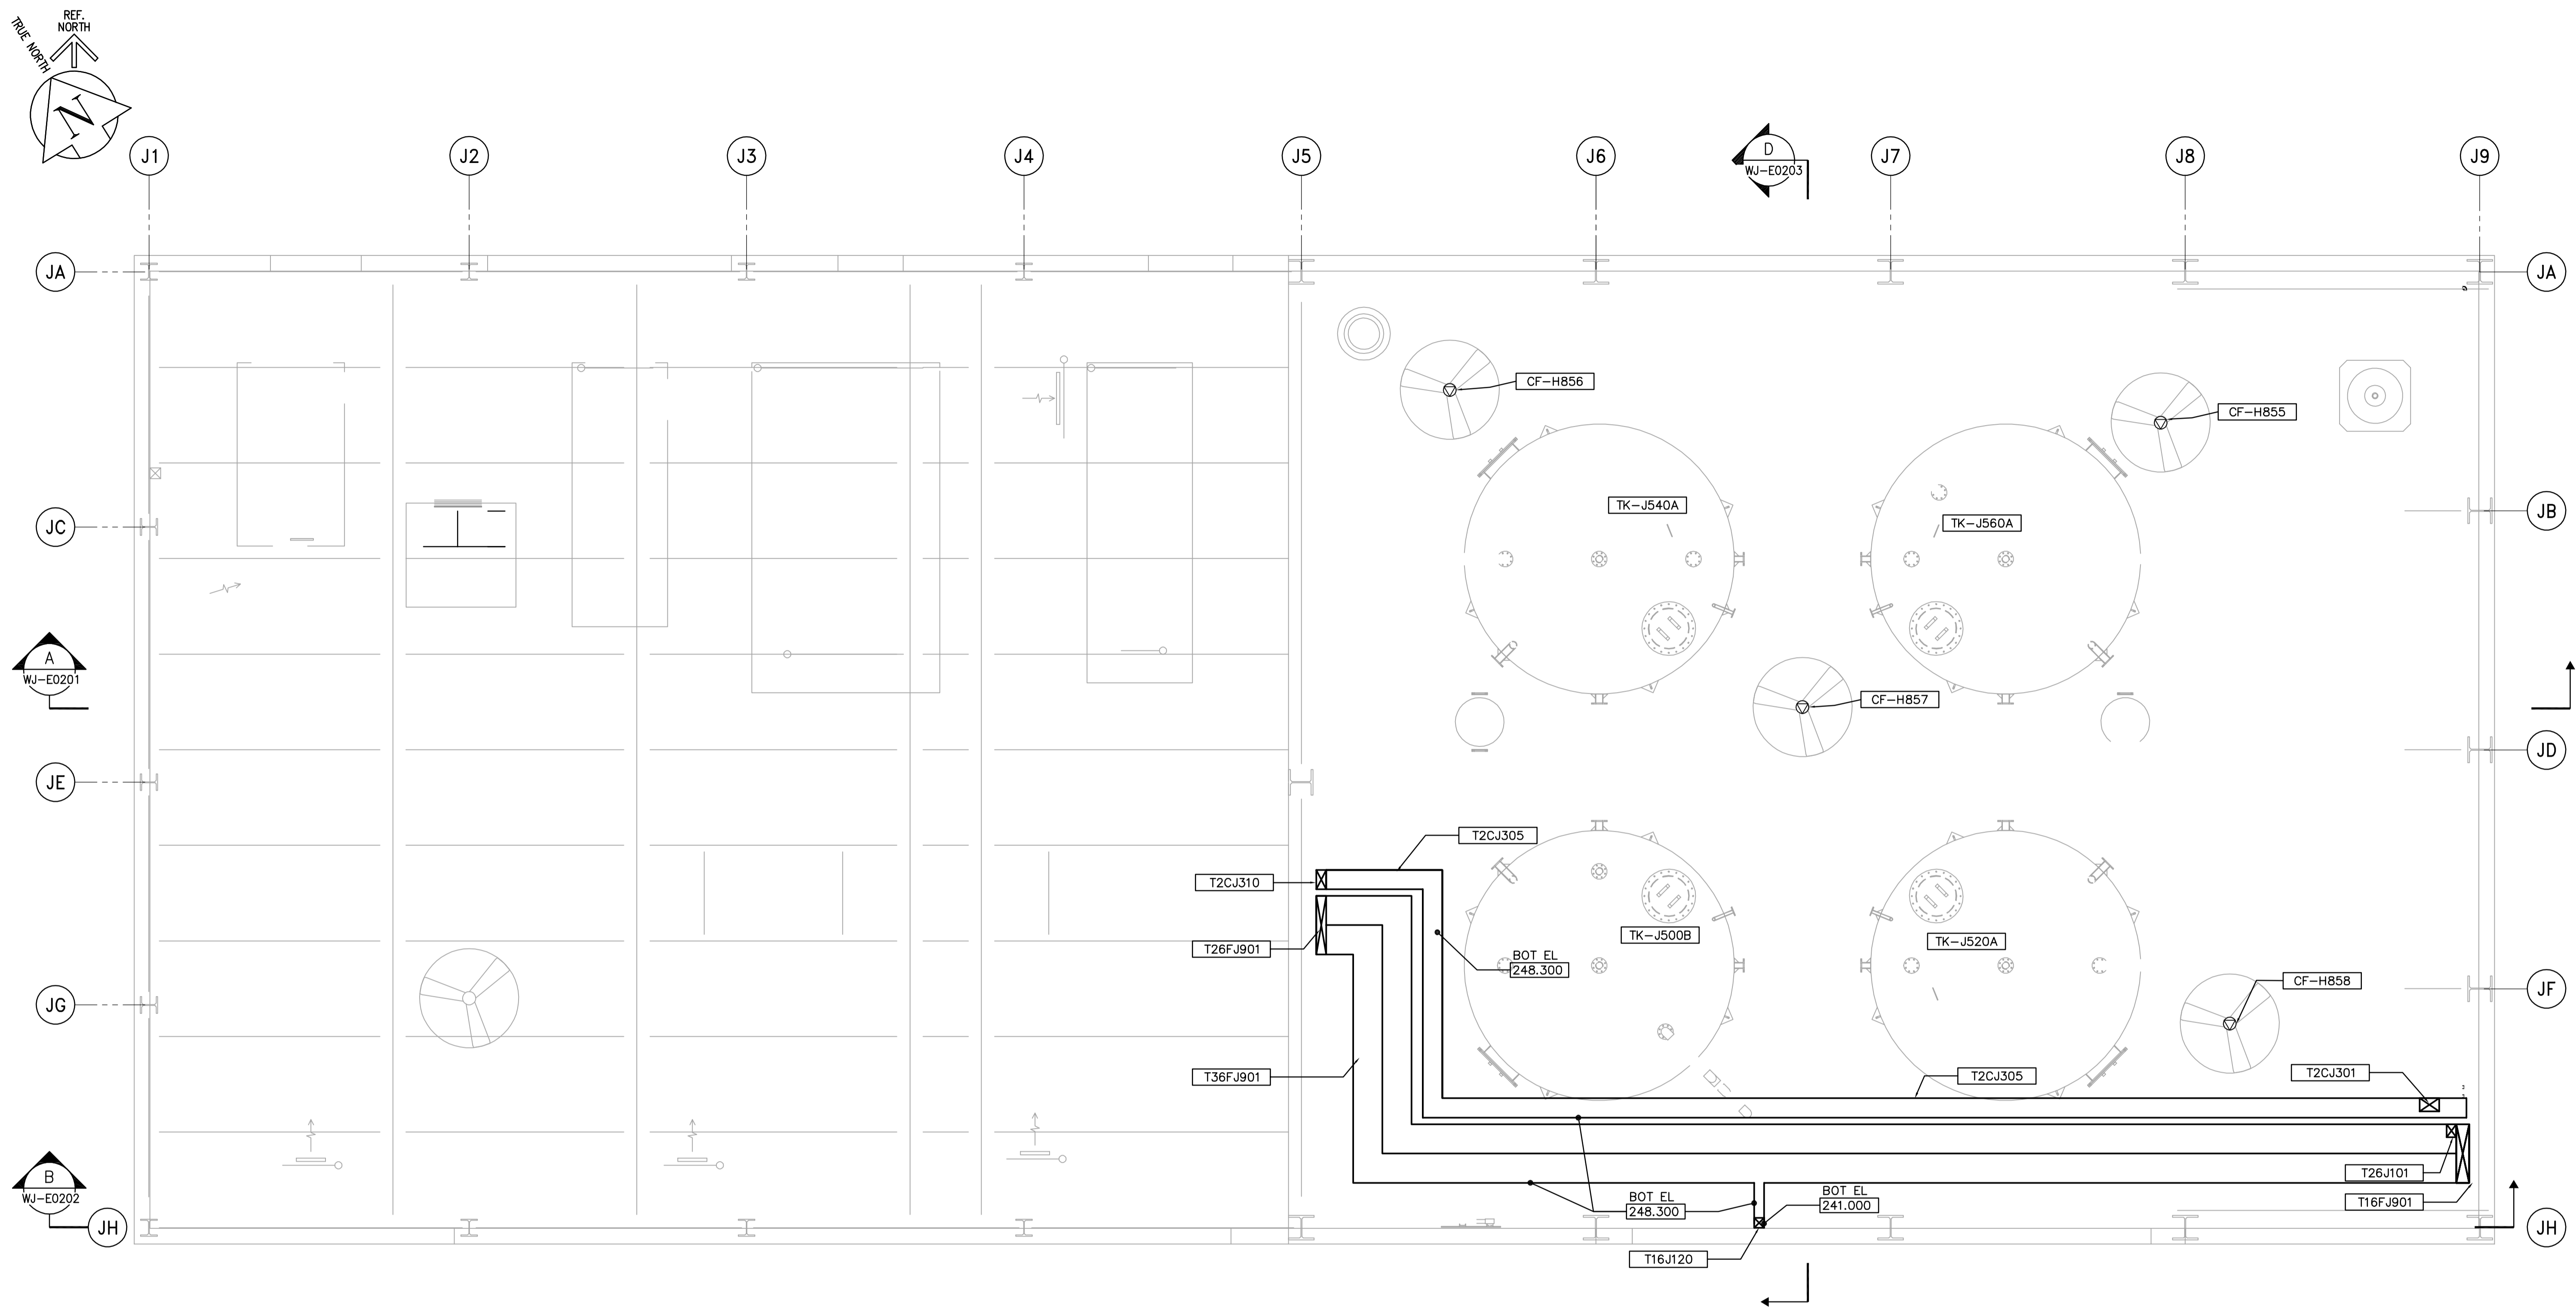 REF.
NORTH
TRUE NORTH
N
J1
J2
J3
J4
J5
J6
D
WJ-E0203
J7
J8
J9
JA
JA
CF-H856
CF-H855
TK-J540A
TK-J560A
JC
JB
A
WJ-E0201
CF-H857
JE
JD
T2CJ305
T2CJ310
TK-J500B
TK-J520A
T26FJ901
BOT EL
248.300
CF-H858
JG
JF
T36FJ901
T2CJ305
T2CJ301
B
WJ-E0202
T26J101
BOT EL
248.300
BOT EL
241.000
T16FJ901
JH
JH
T16J120